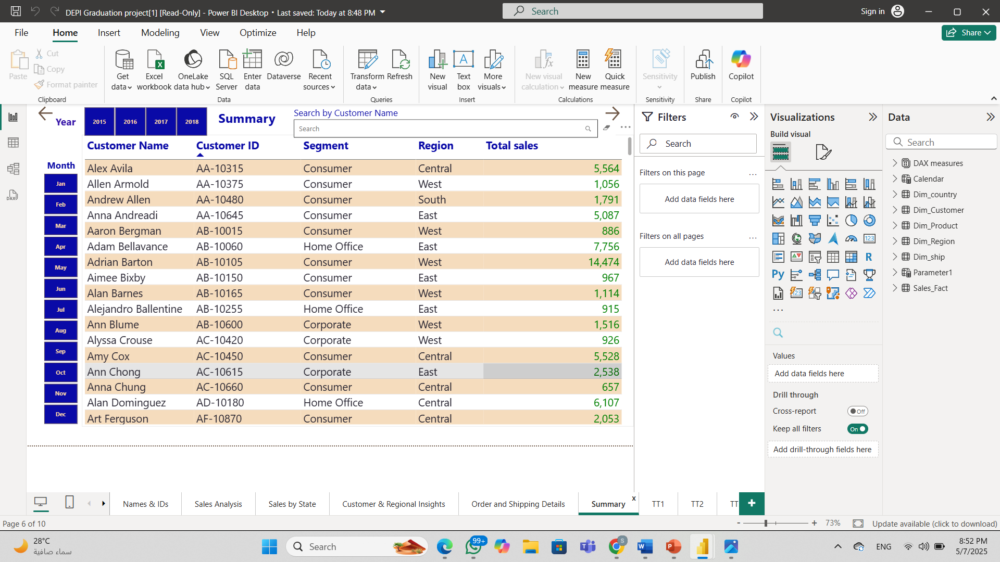 DEPI Graduation project[1] [Read-Only] - Power BI Desktop • Last saved: Today at 8:48 PM
Search
Sign in
File
Home
Insert
Modeling
View
Optimize
Help
Share
Paste
Cut
Copy
Format painter
Clipboard
Get data
Excel workbook
OneLake data hub
SQL Server
Enter data
Dataverse
Recent sources
Data
Transform data
Refresh
Queries
New visual
Text box
More visuals
Insert
New visual calculation
New measure
Quick measure
Calculations
Sensitivity
Sensitivity
Publish
Share
Copilot
Copilot
Year
2015 2016 2017 2018
Summary
Search by Customer Name
Search
Month
Jan
Feb
Mar
Apr
May
Jun
Jul
Aug
Sep
Oct
Nov
Dec
Customer Name Customer ID Segment Region Total sales
Alex Avila AA-10315 Consumer Central 5,564
Allen Armold AA-10375 Consumer West 1,056
Andrew Allen AA-10480 Consumer South 1,791
Anna Andreadi AA-10645 Consumer East 5,087
Aaron Bergman AB-10015 Consumer West 886
Adam Bellavance AB-10060 Home Office East 7,756
Adrian Barton AB-10105 Consumer West 14,474
Aimee Bixby AB-10150 Consumer East 967
Alan Barnes AB-10165 Consumer West 1,114
Alejandro Ballentine AB-10255 Home Office East 915
Ann Blume AB-10600 Corporate West 1,516
Alyssa Crouse AC-10420 Corporate West 926
Amy Cox AC-10450 Consumer Central 5,528
Ann Chong AC-10615 Corporate East 2,538
Anna Chung AC-10660 Consumer Central 657
Alan Dominguez AD-10180 Home Office Central 6,107
Art Ferguson AF-10870 Consumer Central 2,053
Filters
Search
Filters on this page
Add data fields here
Filters on all pages
Add data fields here
Visualizations
Build visual
123
R
Py
123
Values
Add data fields here
Drill through
Cross-report Off
Keep all filters On
Add drill-through fields here
Data
Search
DAX measures
Calendar
Dim_country
Dim_Customer
Dim_Product
Dim_Region
Dim_ship
Parameter1
Sales_Fact
Names & IDs
Sales Analysis
Sales by State
Customer & Regional Insights
Order and Shipping Details
Summary x
TT1
TT2
TT
+
Page 6 of 10
- + 73%
Update available (click to download)
28°C
سماء صافية
Search
99+
S
ENG
8:52 PM
5/7/2025